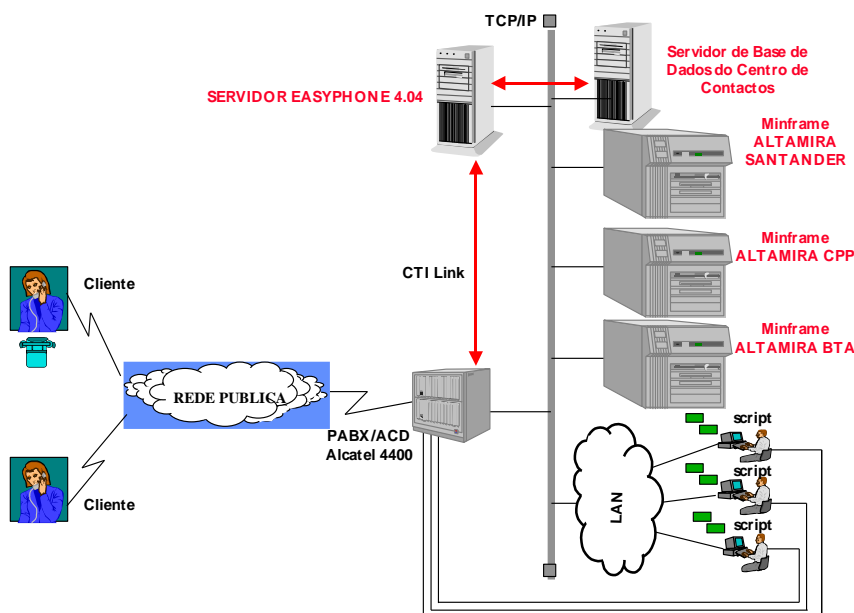 TCP/IP
SERVIDOR EASYPHONE 4.04
Servidor de Base de
Dados do Centro de
Contactos
Minframe
ALTAMIRA
SANTANDER
Minframe
ALTAMIRA CPP
Minframe
ALTAMIRA BTA
CTI Link
Cliente
REDE PUBLICA
PABX/ACD
Alcatel 4400
Cliente
LAN
script
script
script